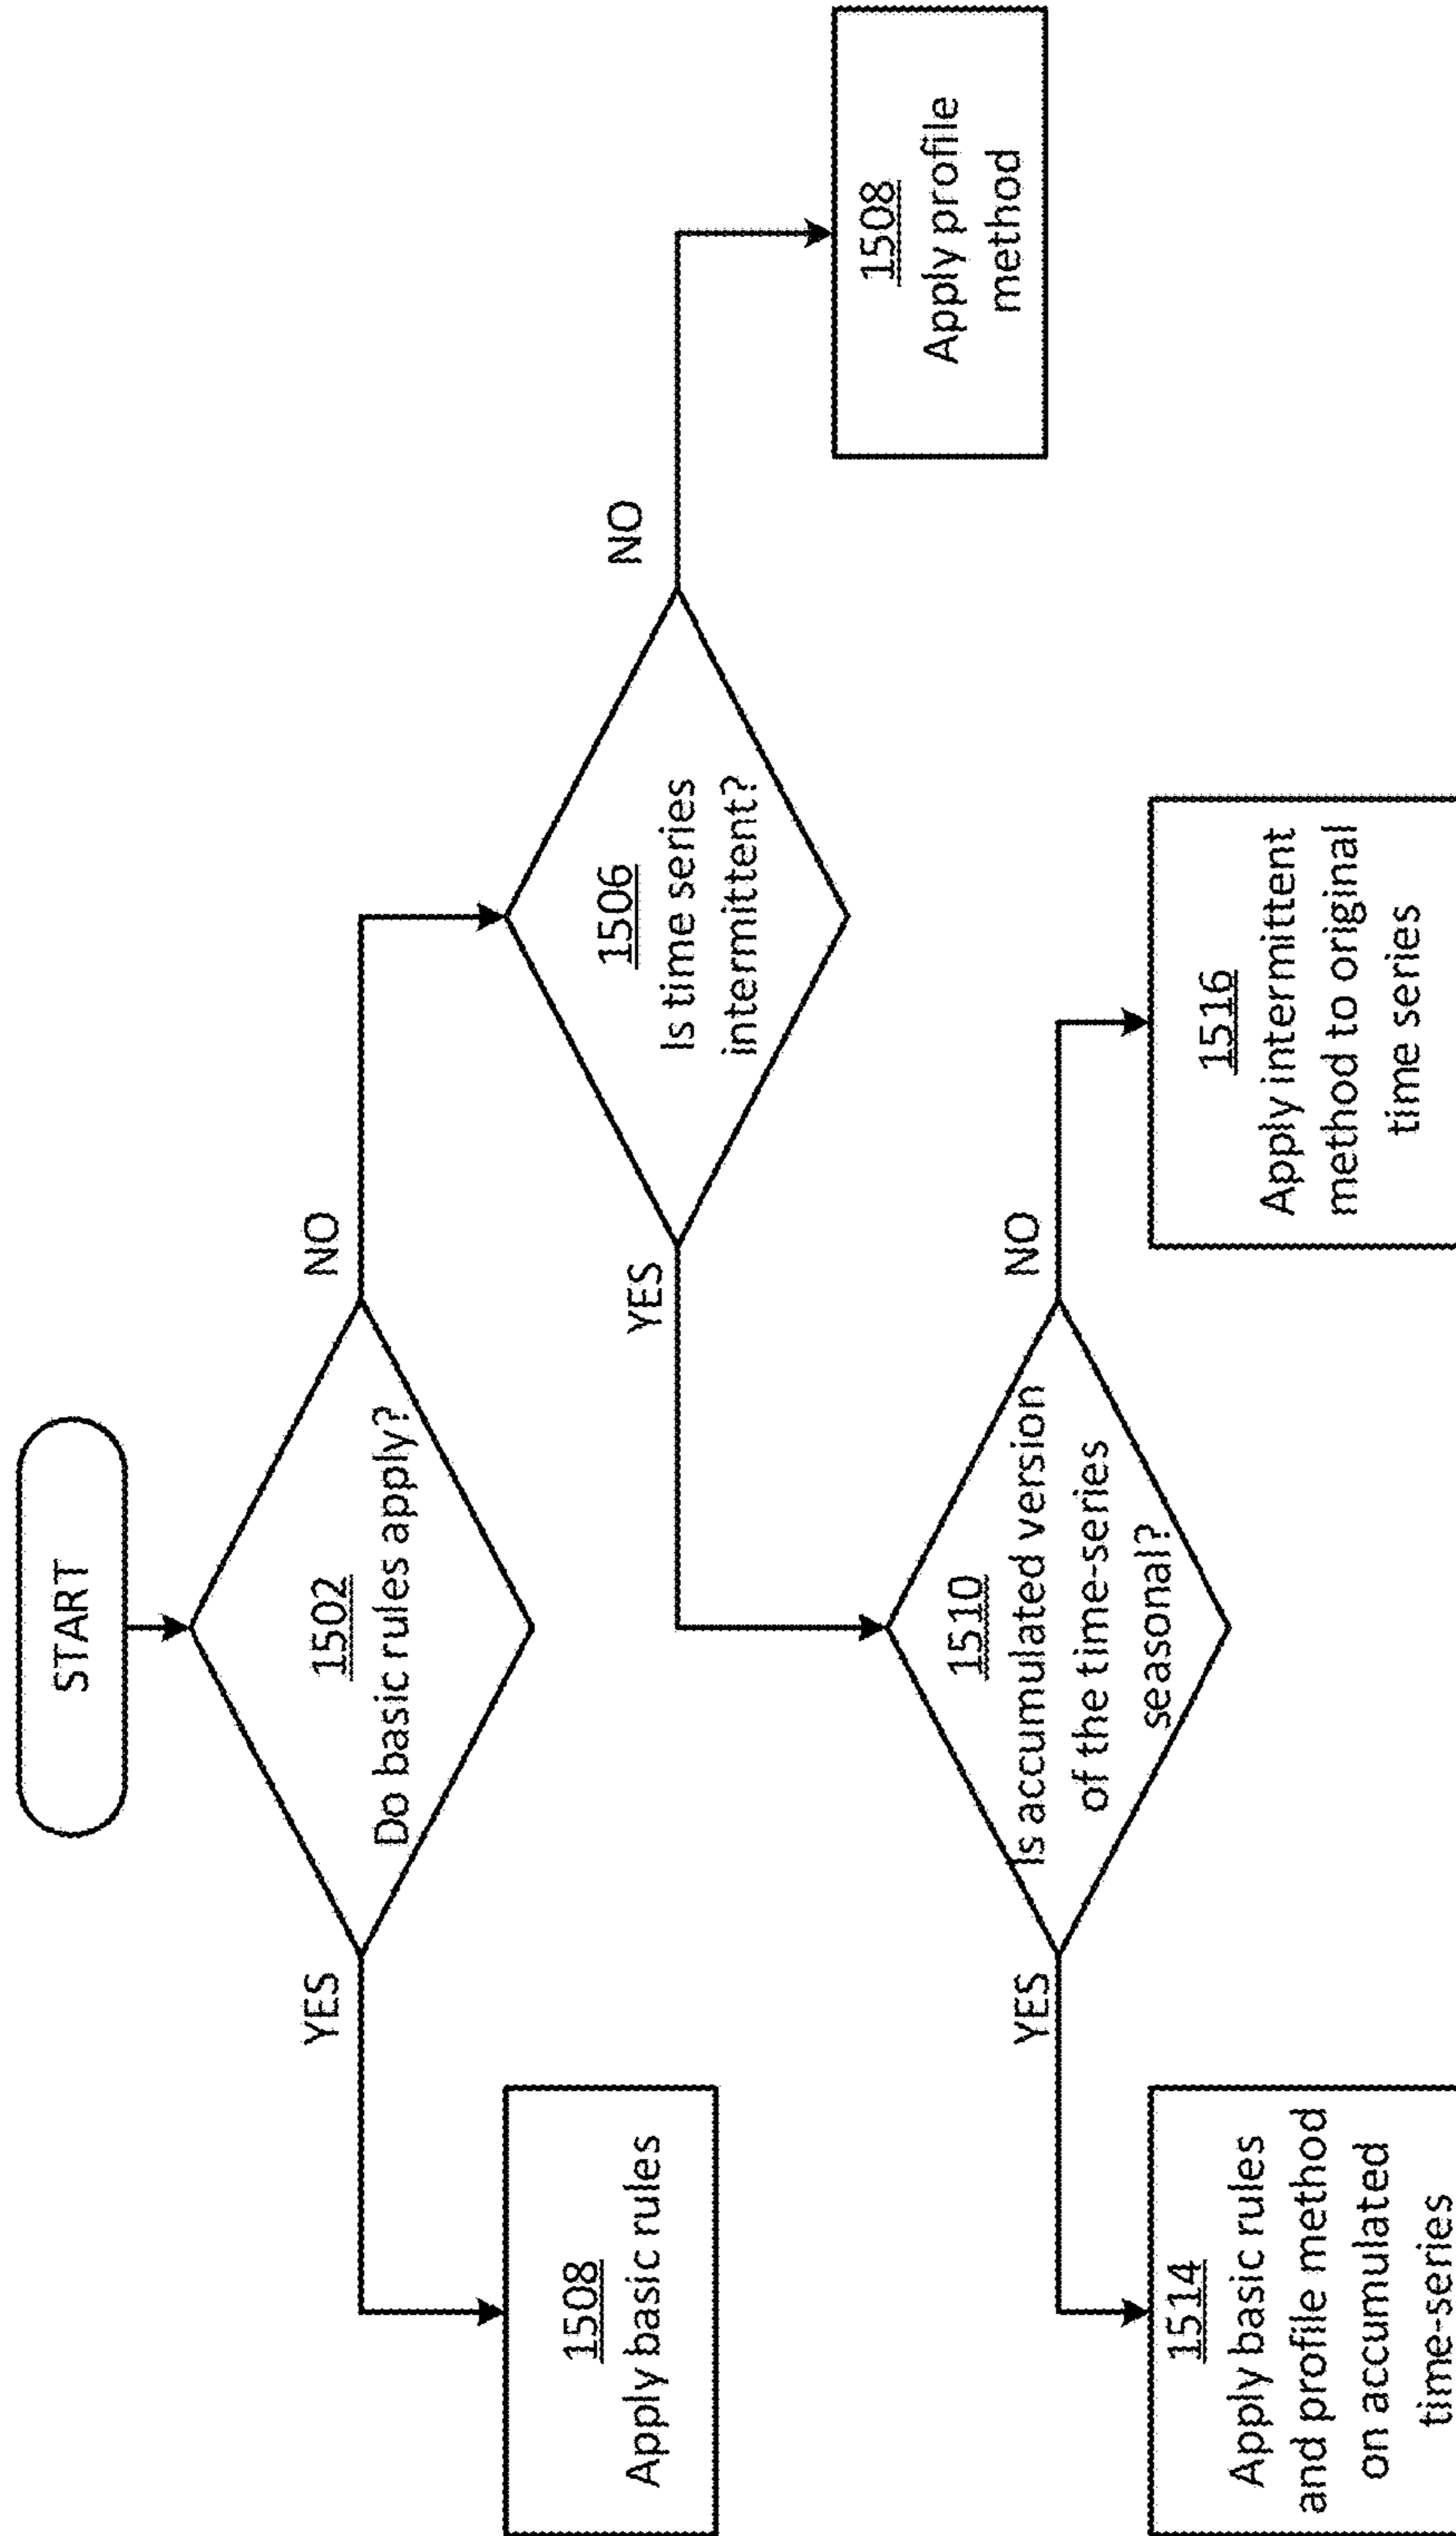 START
1502
Do basic rules apply?
YES
NO
1508
Apply basic rules
1506
Is time series
intermittent?
YES
NO
1508
Apply profile
method
1510
Is accumulated version
of the time-series
seasonal?
YES
NO
1514
Apply basic rules
and profile method
on accumulated
time-series
1516
Apply intermittent
method to original
time series